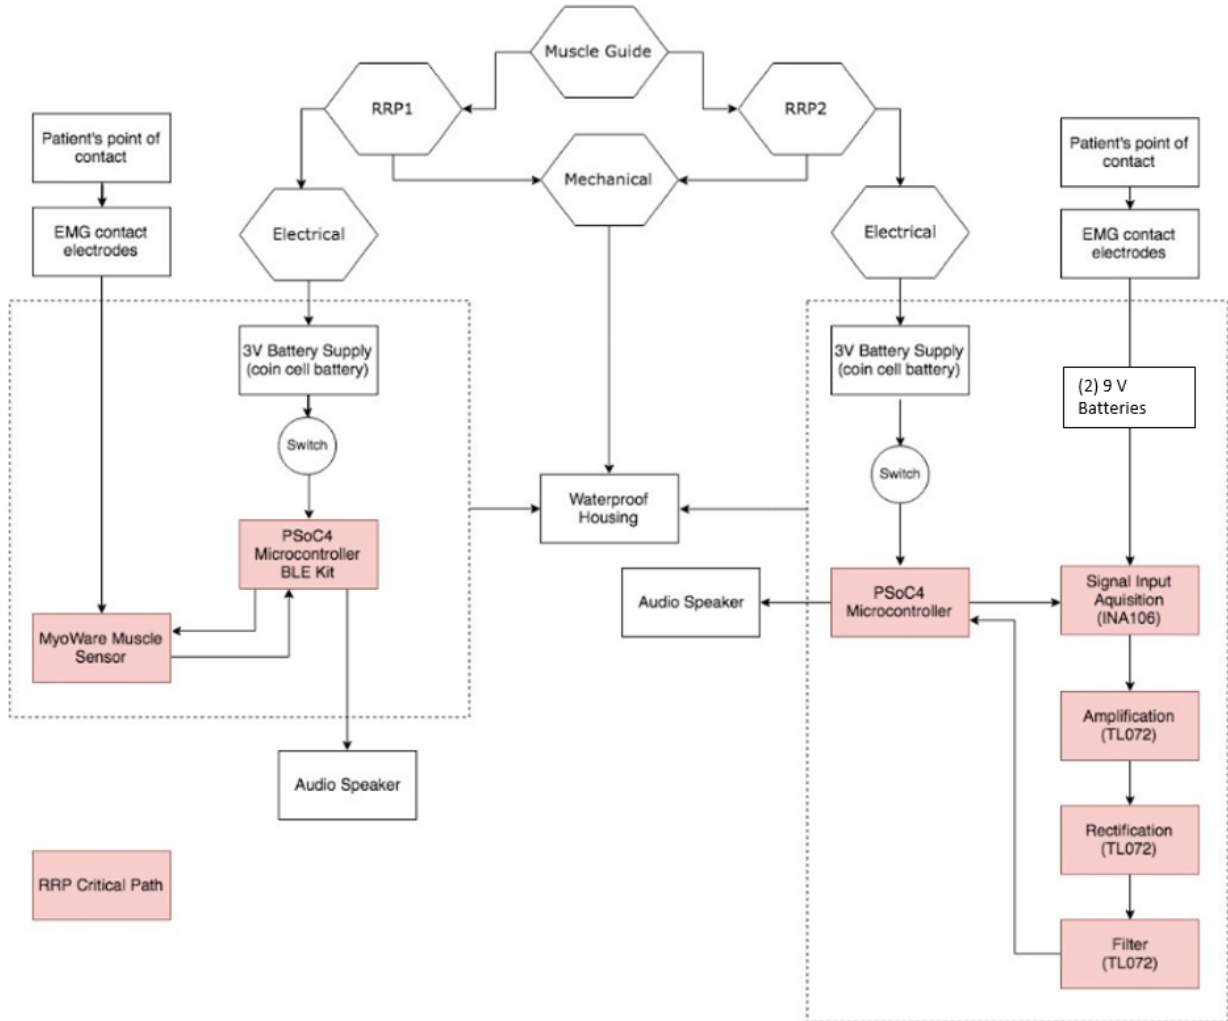 Muscle Guide
RRP1
RRP2
Patient's point of
contact
Mechanical
Patient's point of
contact
EMG contact
electrodes
Electrical
Electrical
EMG contact
electrodes
3V Battery Supply
(coin cell battery)
3V Battery Supply
(coin cell battery)
(2) 9 V
Batteries
Switch
Switch
Waterproof
Housing
PSoC4
Microcontroller
BLE Kit
Audio Speaker
PSoC4
Microcontroller
Signal Input
Aquisition
(INA106)
MyoWare Muscle
Sensor
Amplification
(TL072)
Audio Speaker
Rectification
(TL072)
RRP Critical Path
Filter
(TL072)